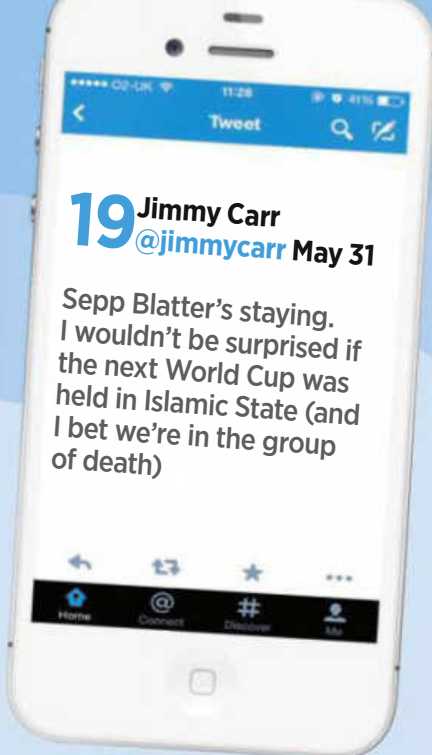 O2-UK 11:28 41%
Tweet
19 Jimmy Carr
@jimmycarr May 31
Sepp Blatter's staying.
I wouldn't be surprised if
the next World Cup was
held in Islamic State (and
I bet we're in the group
of death)
Home Connect Discover Me